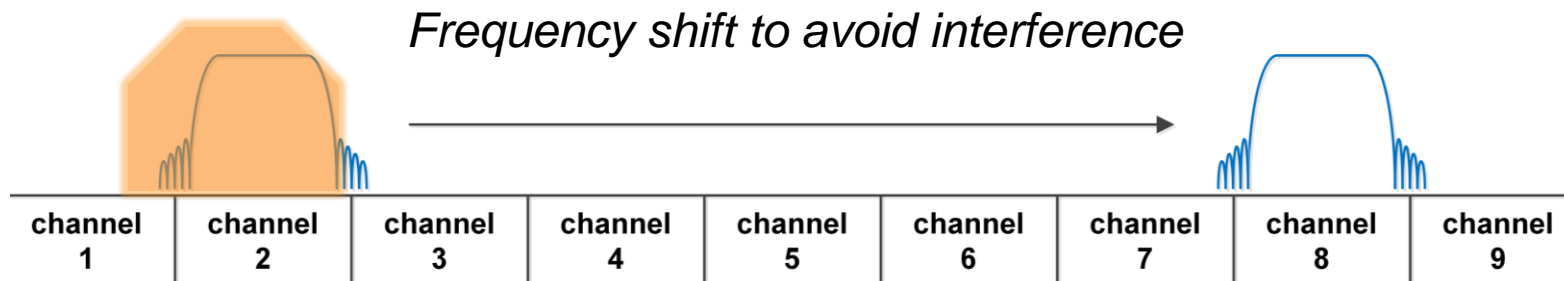 Frequency shift to avoid interference
channel channel channel channel channel channel channel channel channel
1 2 3 4 5 6 7 8 9